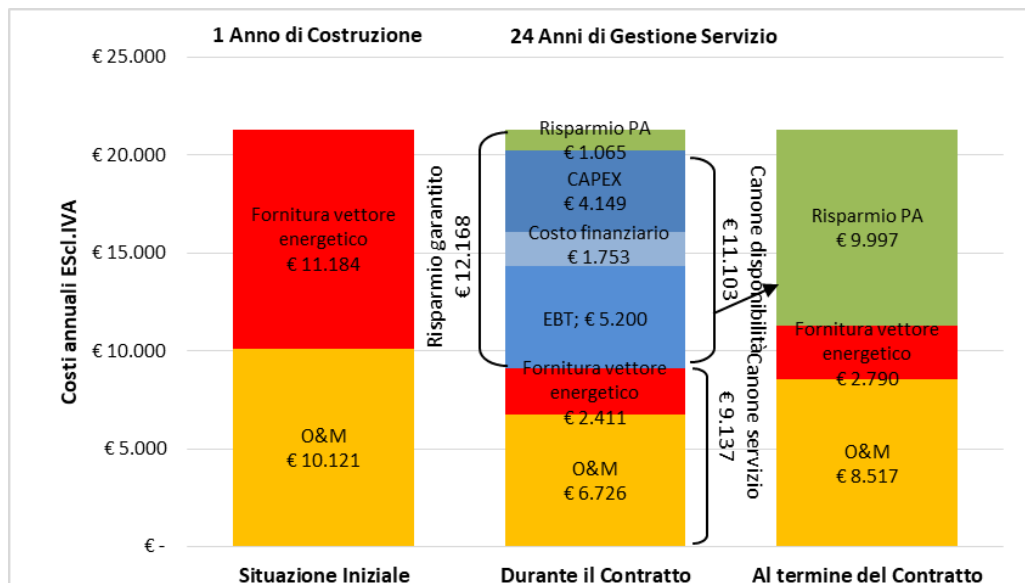 1 Anno di Costruzione
24 Anni di Gestione Servizio
Costi annuali EScl.IVA
€ 25.000
€ 20.000
€ 15.000
€ 10.000
€ 5.000
€ -
Fornitura vettore
energetico
€ 11.184
O&M
€ 10.121
Risparmio garantito
€ 12.168
Risparmio PA
€ 1.065
CAPEX
€ 4.149
Costo finanziario
€ 1.753
EBT; € 5.200
Fornitura vettore
energetico
€ 2.411
O&M
€ 6.726
Canone disponibilità
€ 11.103
Canone servizio
€ 9.137
Risparmio PA
€ 9.997
Fornitura vettore
energetico
€ 2.790
O&M
€ 8.517
Situazione Iniziale
Durante il Contratto
Al termine del Contratto